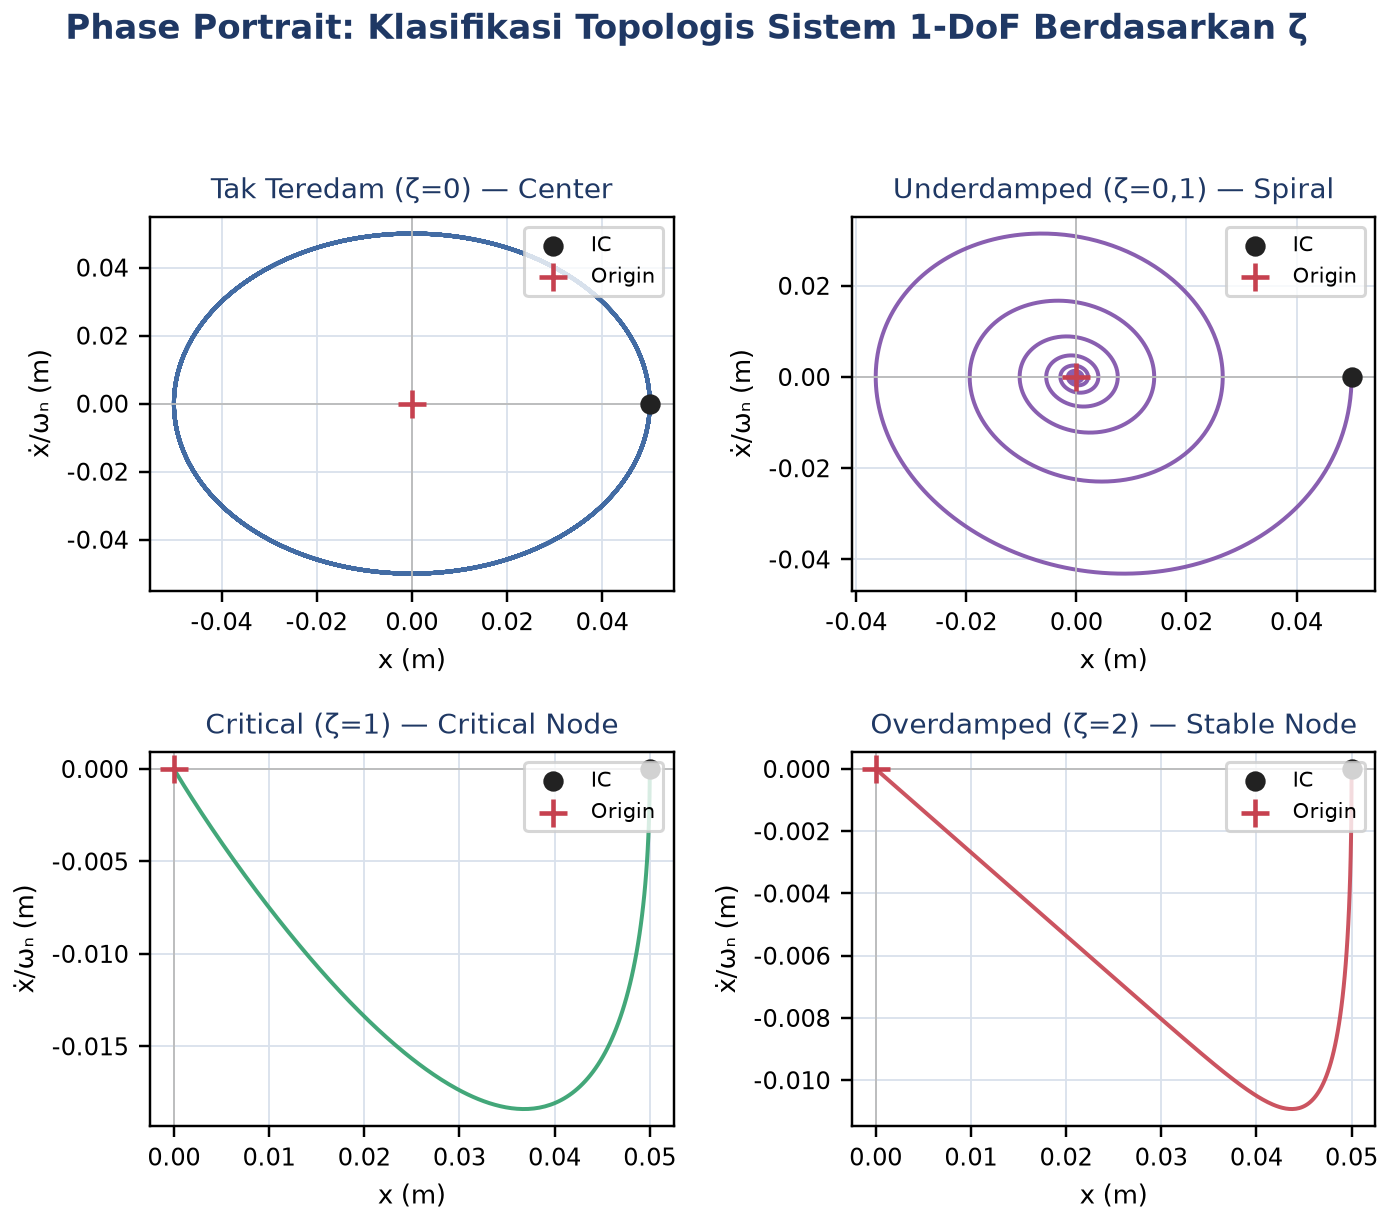 Phase Portrait: Klasifikasi Topologis Sistem 1-DoF Berdasarkan ζ
Tak Teredam (ζ=0) — Center
IC
Origin
0.04
0.02
0.00
-0.02
-0.04
ẋ/ωₙ (m)
-0.04 -0.02 0.00 0.02 0.04
x (m)
Underdamped (ζ=0,1) — Spiral
IC
Origin
0.02
0.00
-0.02
-0.04
ẋ/ωₙ (m)
-0.04 -0.02 0.00 0.02 0.04
x (m)
Critical (ζ=1) — Critical Node
IC
Origin
0.000
-0.005
-0.010
-0.015
ẋ/ωₙ (m)
0.00 0.01 0.02 0.03 0.04 0.05
x (m)
Overdamped (ζ=2) — Stable Node
IC
Origin
0.000
-0.002
-0.004
-0.006
-0.008
-0.010
ẋ/ωₙ (m)
0.00 0.01 0.02 0.03 0.04 0.05
x (m)